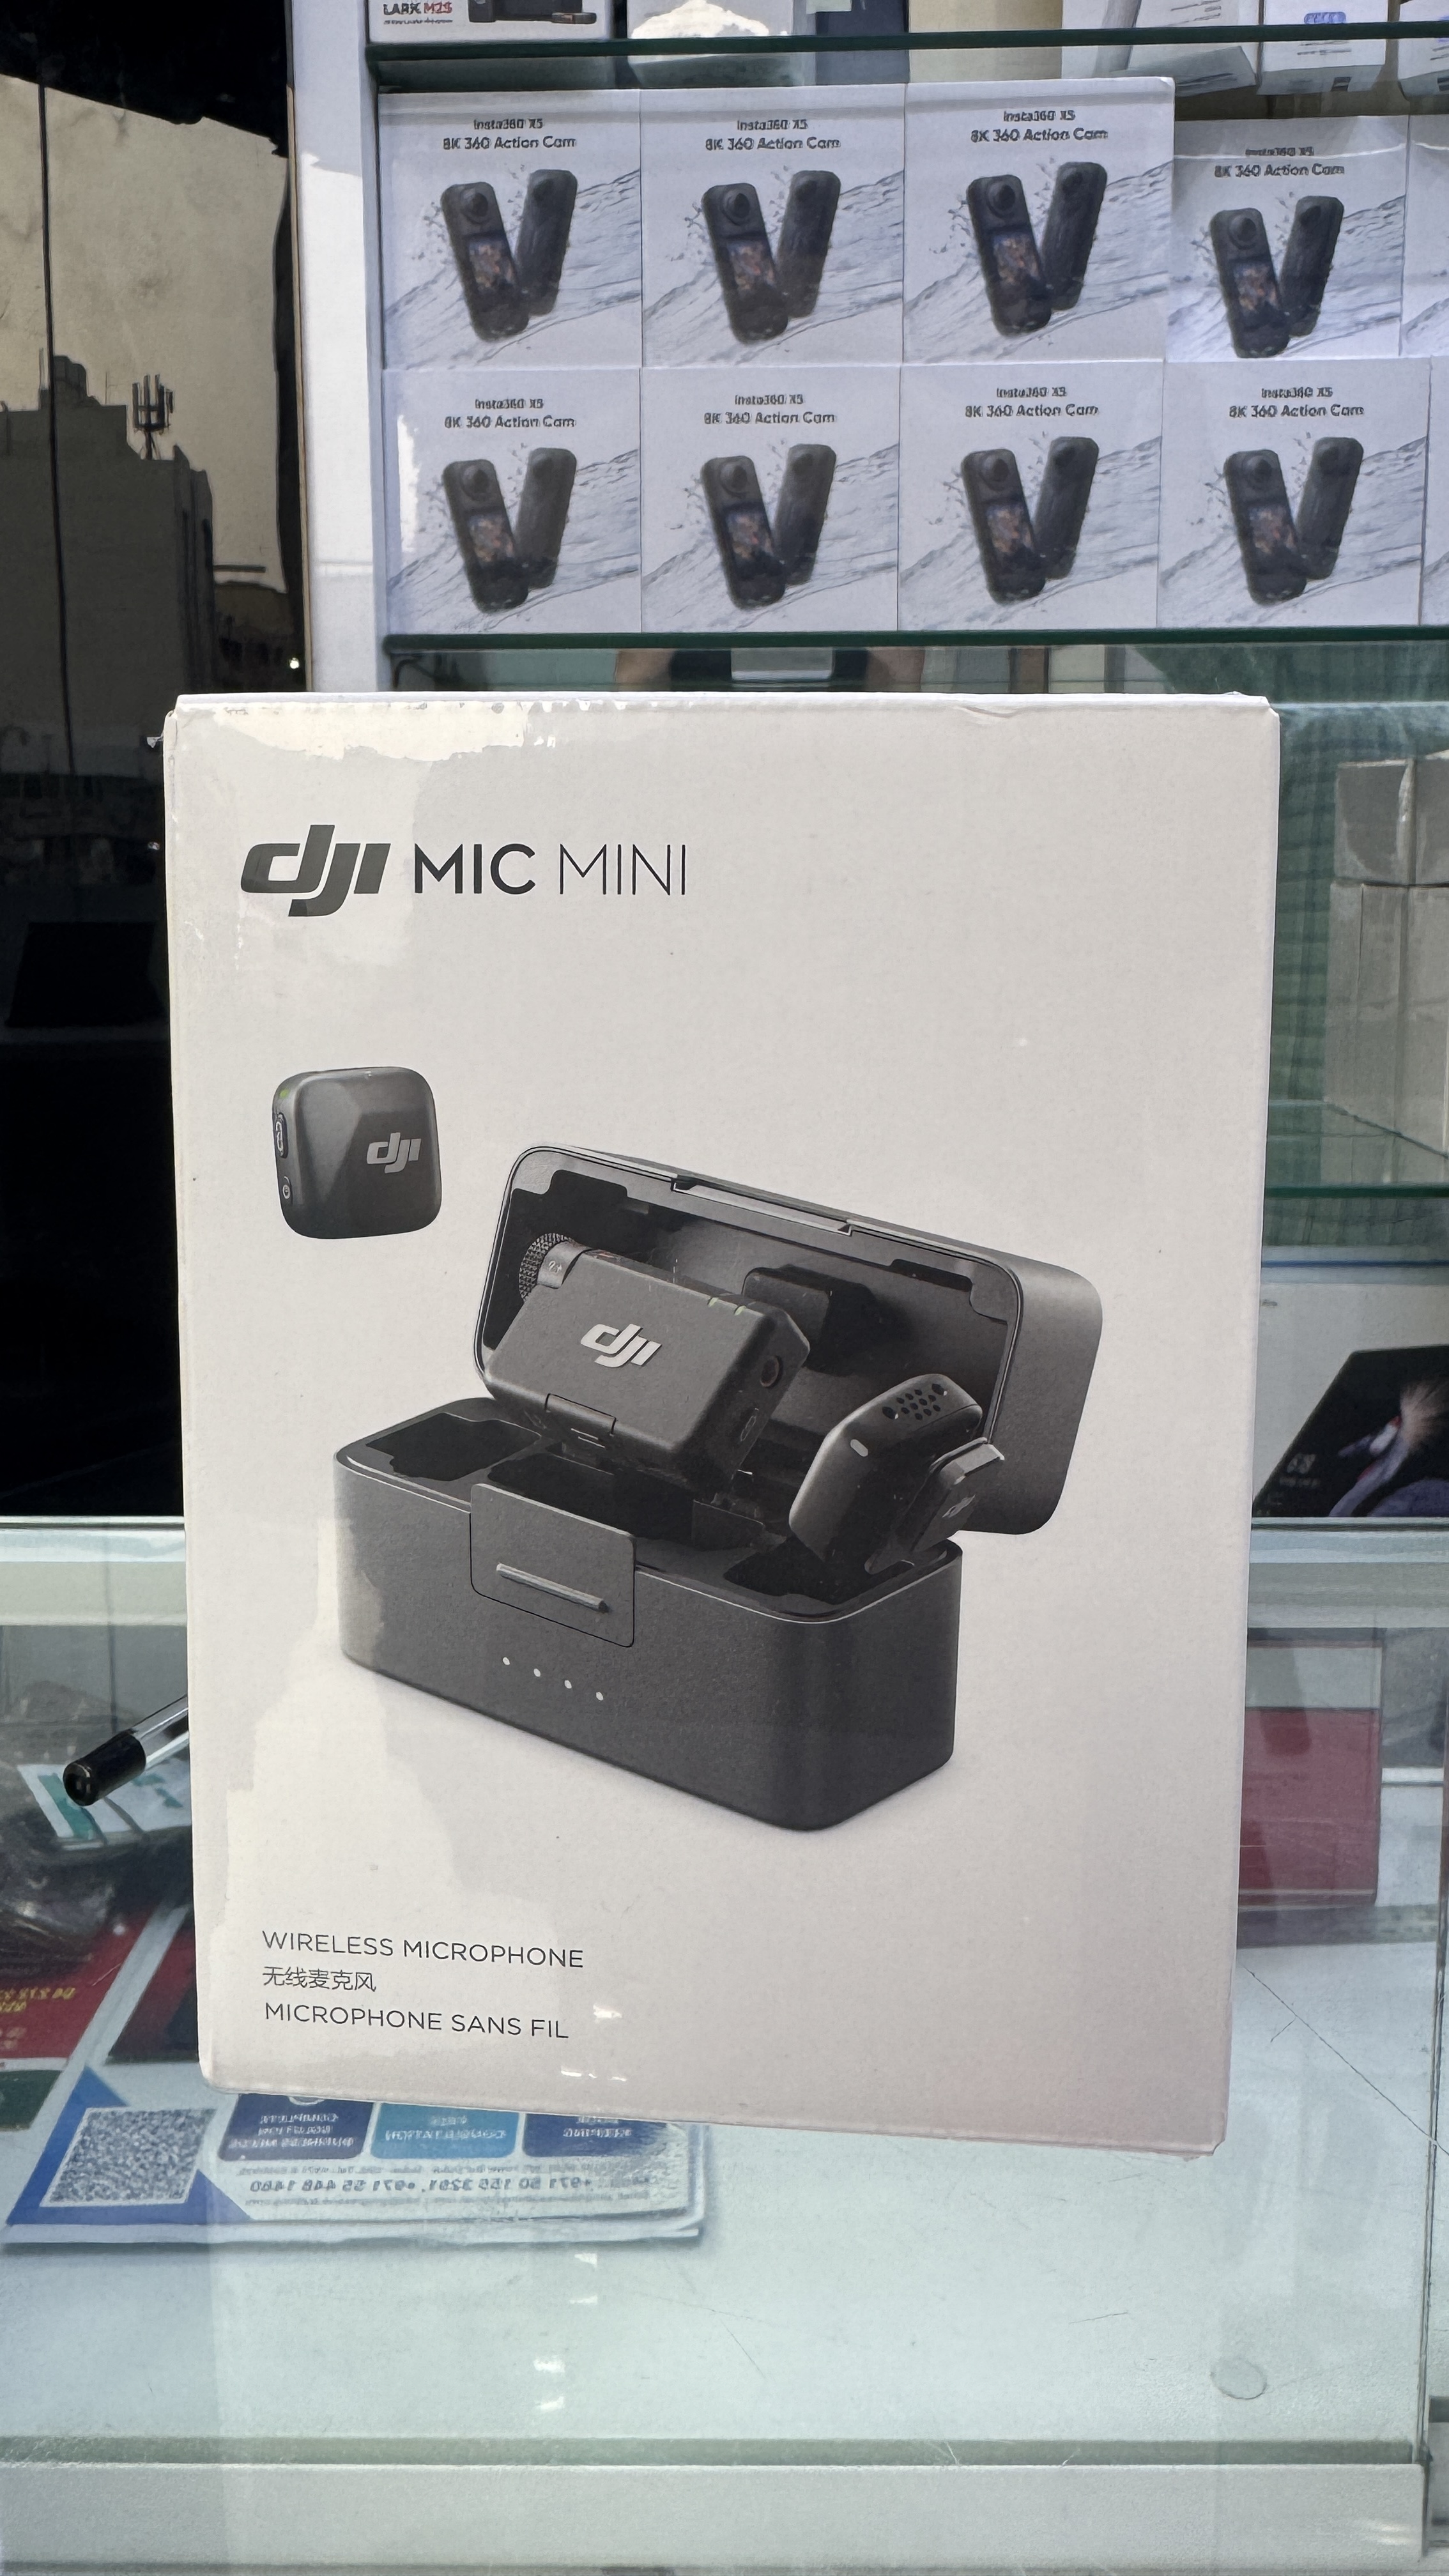 LARK M2S
Insta360 X5
8K 360 Action Cam
Insta360 X5
8K 360 Action Cam
Insta360 X5
8K 360 Action Cam
Insta360 X5
8K 360 Action Cam
Insta360 X5
8K 360 Action Cam
Insta360 X5
8K 360 Action Cam
Insta360 X5
8K 360 Action Cam
Insta360 X5
8K 360 Action Cam
dji MIC MINI
dji
dji
dji
WIRELESS MICROPHONE
无线麦克风
MICROPHONE SANS FIL